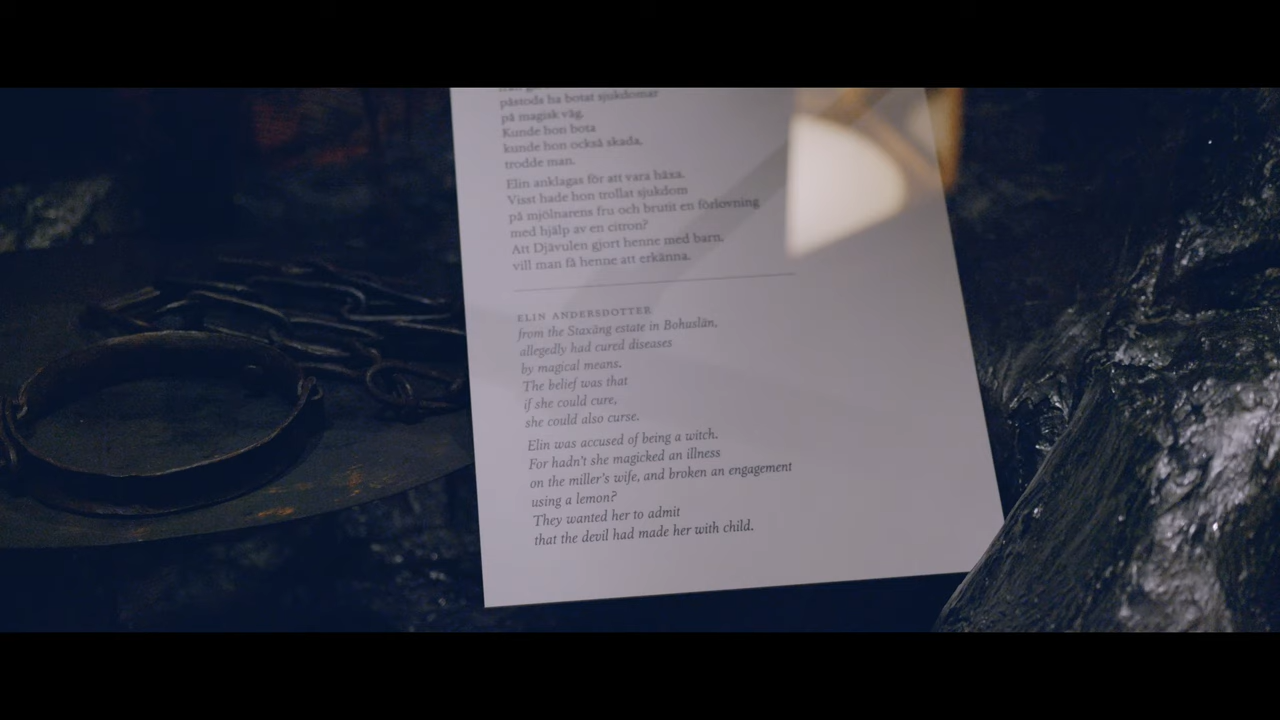 påstods ha botat sjukdomar
på magisk väg.
Kunde hon bota
kunde hon också skada,
trodde man.
Elin anklagas för att vara häxa.
Visst hade hon trollat sjukdom
på mjölnarens fru och brutit en förlovning
med hjälp av en citron?
Att Djävulen gjort henne med barn,
vill man få henne att erkänna.
ELIN ANDERSDOTTER
from the Staxäng estate in Bohuslän,
allegedly had cured diseases
by magical means.
The belief was that
if she could cure,
she could also curse.
Elin was accused of being a witch.
For hadn't she magicked an illness
on the miller's wife, and broken an engagement
using a lemon?
They wanted her to admit
that the devil had made her with child.